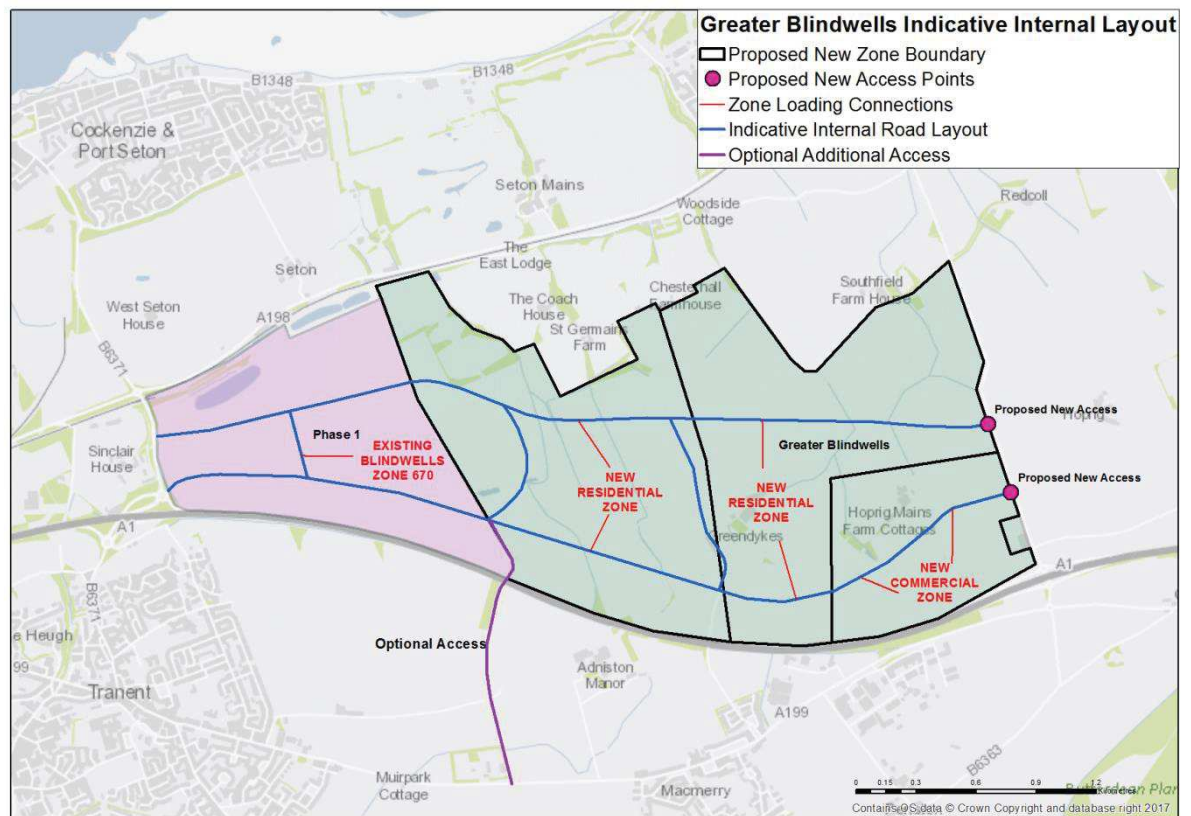 Greater Blindwells Indicative Internal Layout
Proposed New Zone Boundary
Proposed New Access Points
Zone Loading Connections
Indicative Internal Road Layout
Optional Additional Access
B1348
B1348
Cockenzie &
Port Seton
Seton Mains
Woodside
Cottage
Redcoll
The
East Lodge
Seton
Chesterhall
Farmhouse
Southfield
Farm House
The Coach
House
St Germains
Farm
West Seton
House
A198
B6371
Proposed New Access
Hoprig
Phase 1
Greater Blindwells
Sinclair
House
EXISTING
BLINDWELLS
ZONE 670
NEW
RESIDENTIAL
ZONE
NEW
RESIDENTIAL
ZONE
Proposed New Access
Hoprig Mains
Farm Cottages
Greendykes
A1
NEW
COMMERCIAL
ZONE
A1
B6371
Optional Access
Adniston
Manor
Tranent
A199
B6363
Muirpark
Cottage
Macmerry
0 0.15 0.3 0.6 0.9 1.2
Kilometres
Contains OS data © Crown Copyright and database right 2017